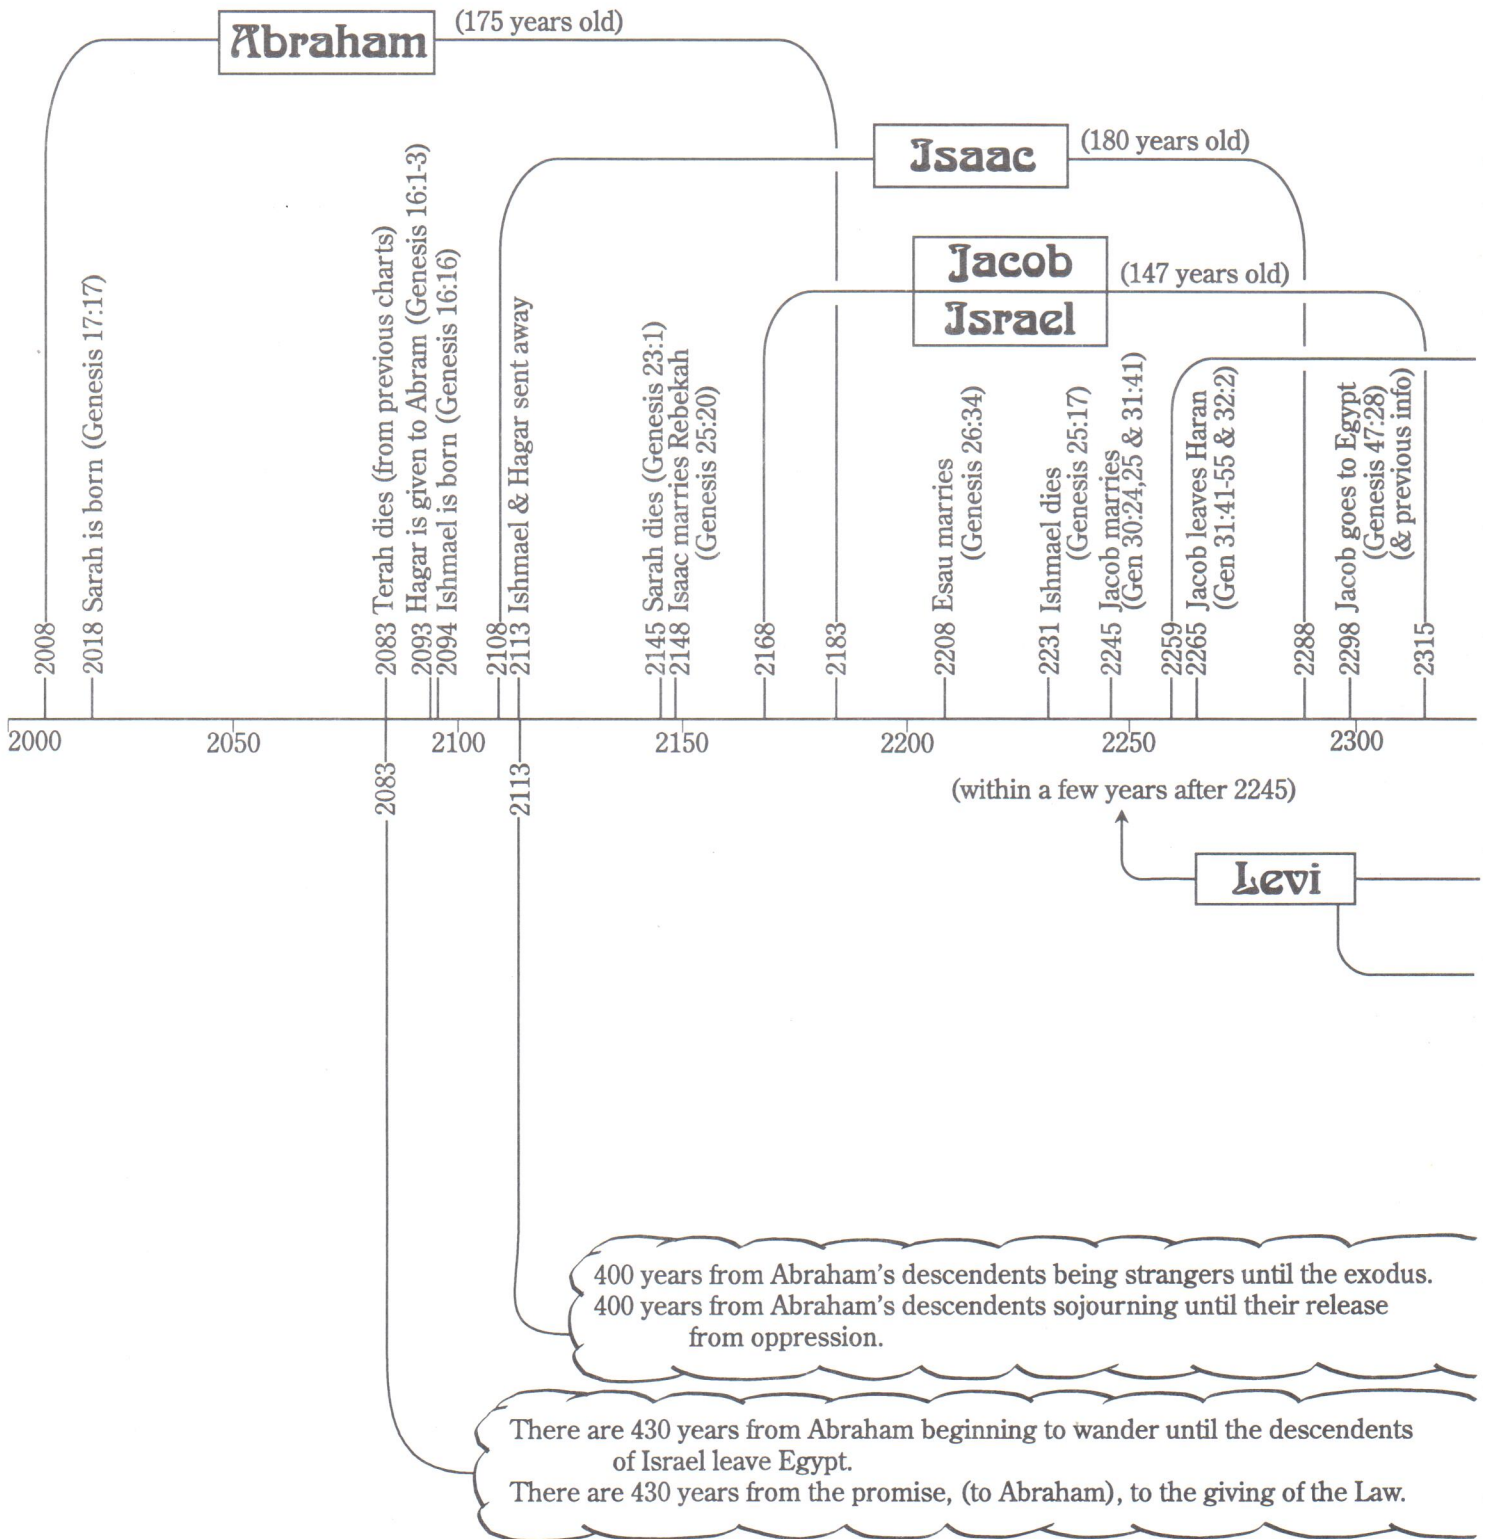 Abraham
(175 years old)
Isaac
(180 years old)
Jacob
Israel
(147 years old)
2008
2018 Sarah is born (Genesis 17:17)
2083 Terah dies (from previous charts)
2093 Hagar is given to Abram (Genesis 16:1-3)
2094 Ishmael is born (Genesis 16:16)
2108
2113 Ishmael & Hagar sent away
2145 Sarah dies (Genesis 23:1)
2148 Isaac marries Rebekah
(Genesis 25:20)
2168
2183
2208 Esau marries
(Genesis 26:34)
2231 Ishmael dies
(Genesis 25:17)
2245 Jacob marries
(Gen 30:24,25 & 31:41)
2259
2265 Jacob leaves Haran
(Gen 31:41-55 & 32:2)
2288
2298 Jacob goes to Egypt
(Genesis 47:28)
(& previous info)
2315
2000
2050
2100
2150
2200
2250
2300
2083
2113
(within a few years after 2245)
Levi
400 years from Abraham's descendents being strangers until the exodus.
400 years from Abraham's descendents sojourning until their release
from oppression.
There are 430 years from Abraham beginning to wander until the descendents
of Israel leave Egypt.
There are 430 years from the promise, (to Abraham), to the giving of the Law.